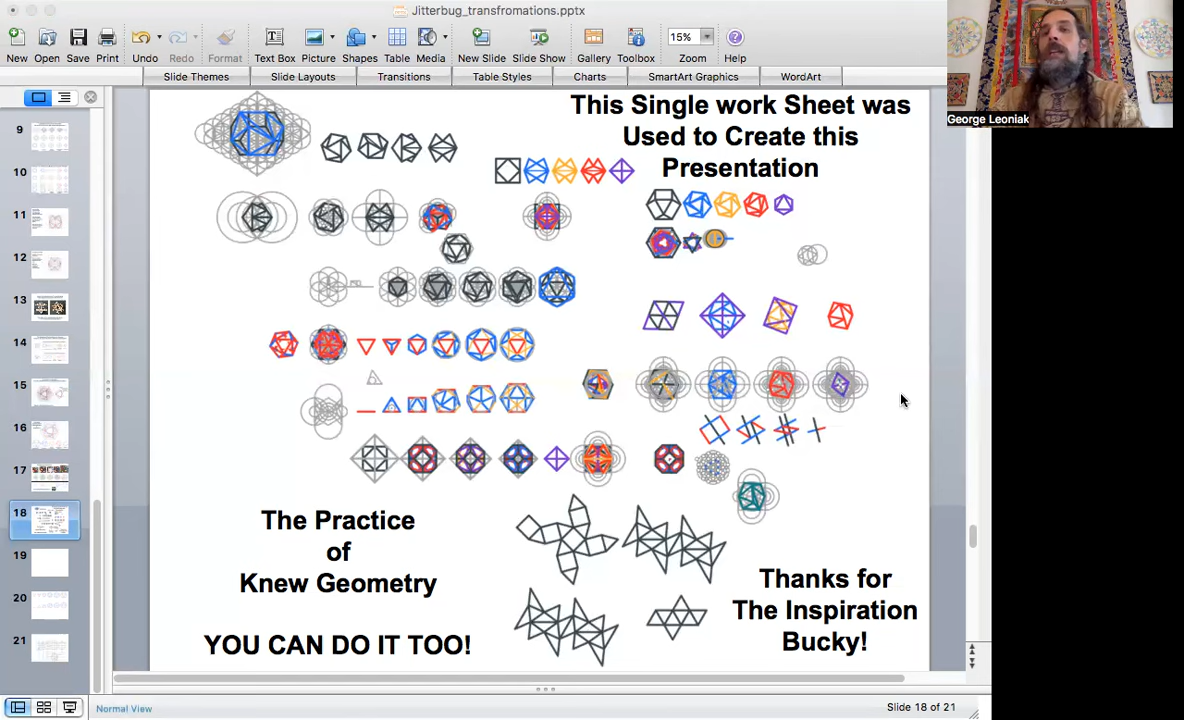 Jitterbug_transfromations.pptx
New Open Save Print Undo Redo Format Text Box Picture Shapes Table Media New Slide Slide Show Gallery Toolbox 15% Zoom Help
Slide Themes Slide Layouts Transitions Table Styles Charts SmartArt Graphics WordArt
George Leoniak
9
10
11
12
13
14
15
16
17
18
19
20
21
This Single work Sheet was
Used to Create this
Presentation
The Practice
of
Knew Geometry
YOU CAN DO IT TOO!
Thanks for
The Inspiration
Bucky!
Normal View
Slide 18 of 21